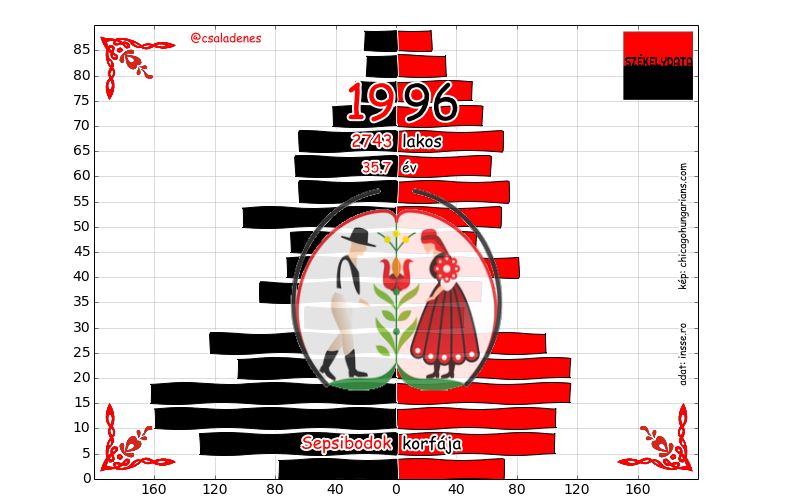 @csaladenes
SZÉKELYDATA
1996
2743 lakos
35.7 év
kép: chicagohungarians.com
adat: insse.ro
Sepsibodok korfája
85
80
75
70
65
60
55
50
45
40
35
30
25
20
15
10
5
0
160 120 80 40 0 40 80 120 160